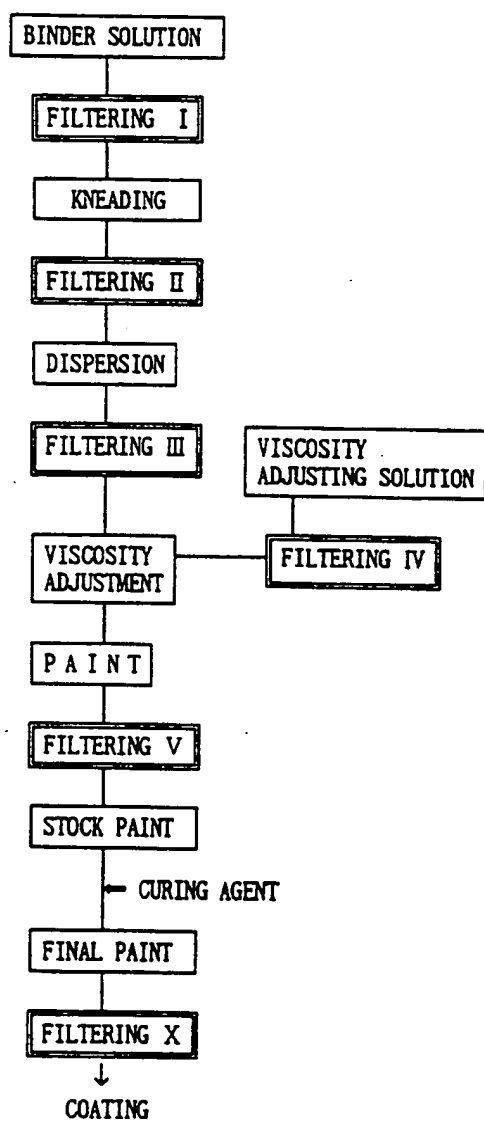 BINDER SOLUTION
FILTERING I
KNEADING
FILTERING II
DISPERSION
FILTERING III
VISCOSITY
ADJUSTING SOLUTION
VISCOSITY
ADJUSTMENT
FILTERING IV
PAINT
FILTERING V
STOCK PAINT
CURING AGENT
FINAL PAINT
FILTERING X
COATING